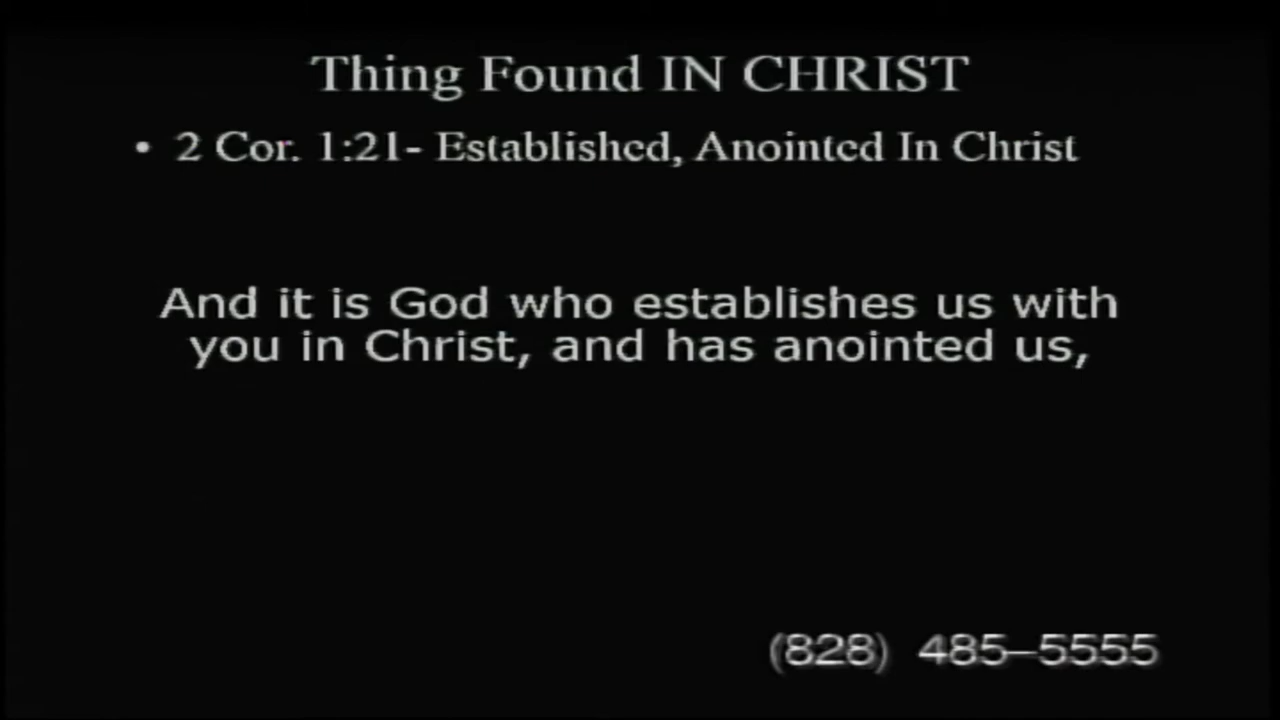 Thing Found IN CHRIST
• 2 Cor. 1:21- Established, Anointed In Christ
And it is God who establishes us with
you in Christ, and has anointed us,
(828) 485–5555